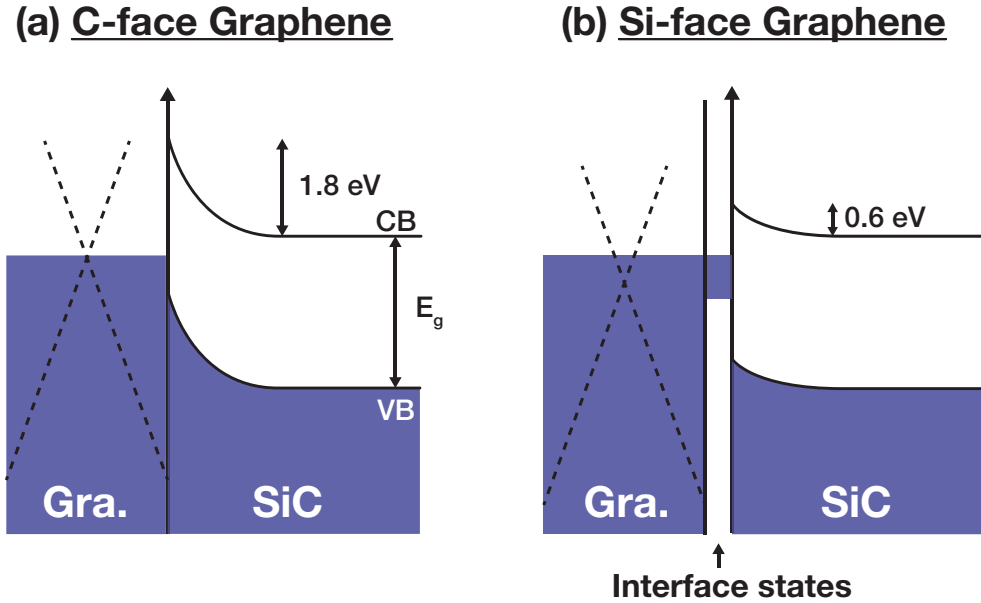 (a) C-face Graphene
(b) Si-face Graphene
1.8 eV
CB
E_g
VB
Gra.
SiC
0.6 eV
Gra.
SiC
Interface states